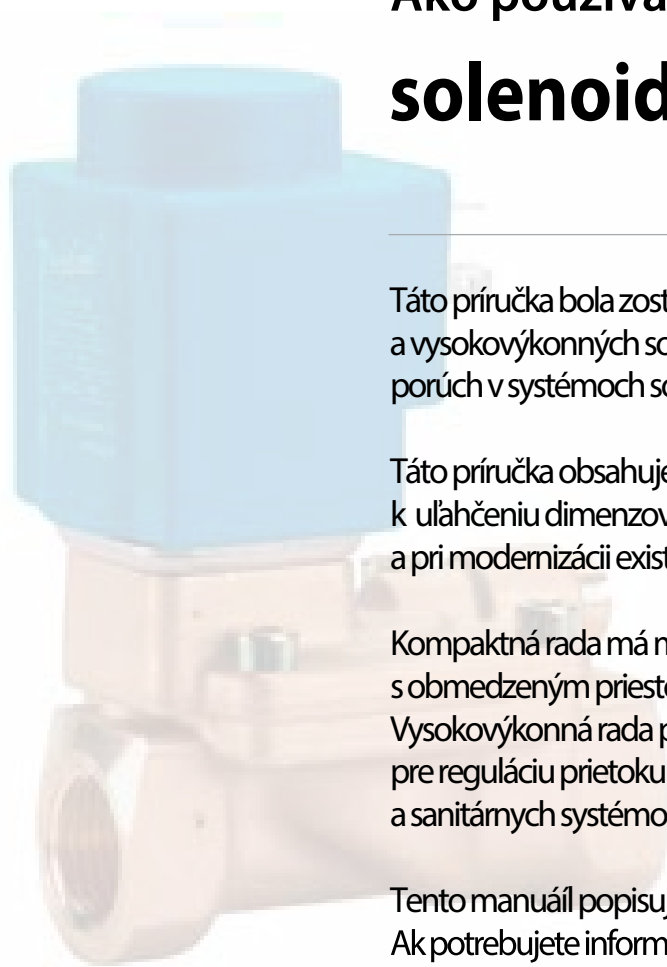 Ako používa
solenoid
Táto príručka bola zost
a vysokovýkonných so
porúch v systémoch so
Táto príručka obsahuje
k uľahčeniu dimenzov
a pri modernizácii exist
Kompaktná rada má n
s obmedzeným priesto
Vysokovýkonná rada p
pre reguláciu prietoku
a sanitárnych systémo
Tento manuáíl popisuj
Ak potrebujete inform